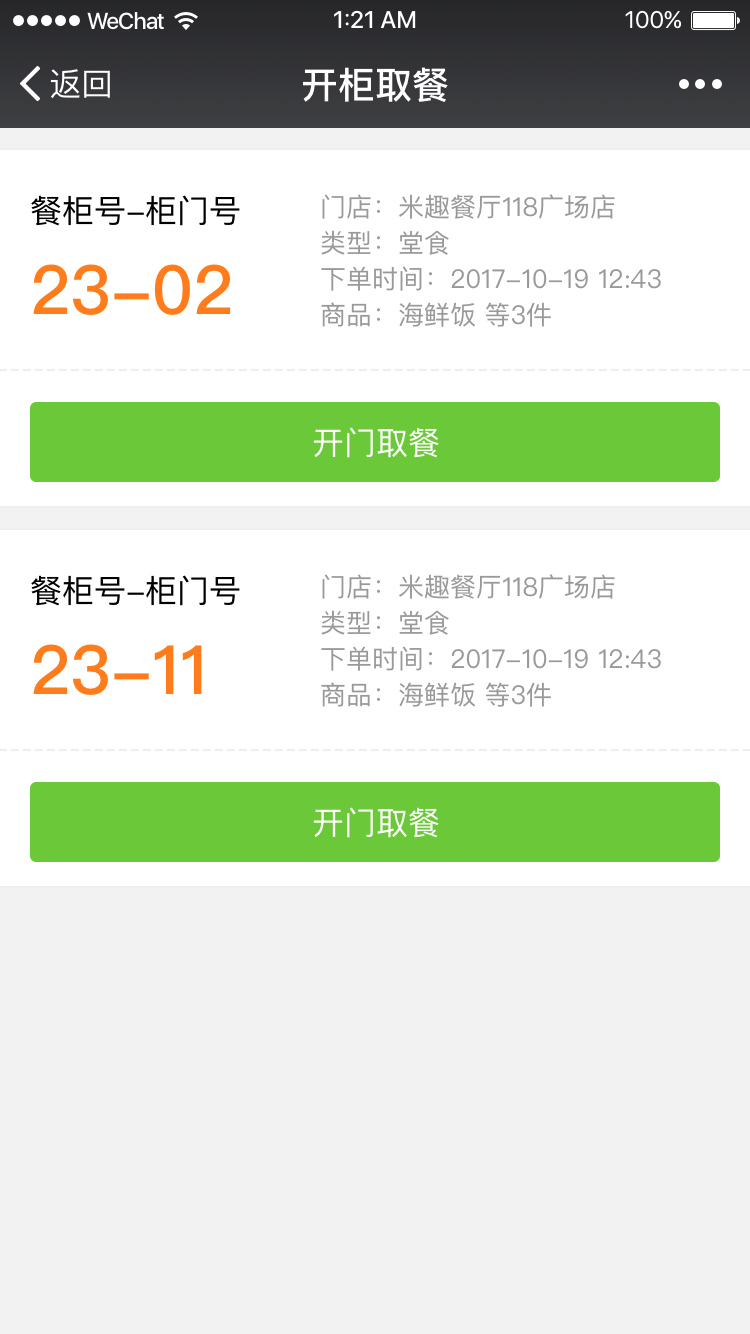 WeChat 1:21 AM 100%
返回 开柜取餐
餐柜号-柜门号
23-02
门店：米趣餐厅118广场店
类型：堂食
下单时间：2017-10-19 12:43
商品：海鲜饭 等3件
开门取餐
餐柜号-柜门号
23-11
门店：米趣餐厅118广场店
类型：堂食
下单时间：2017-10-19 12:43
商品：海鲜饭 等3件
开门取餐